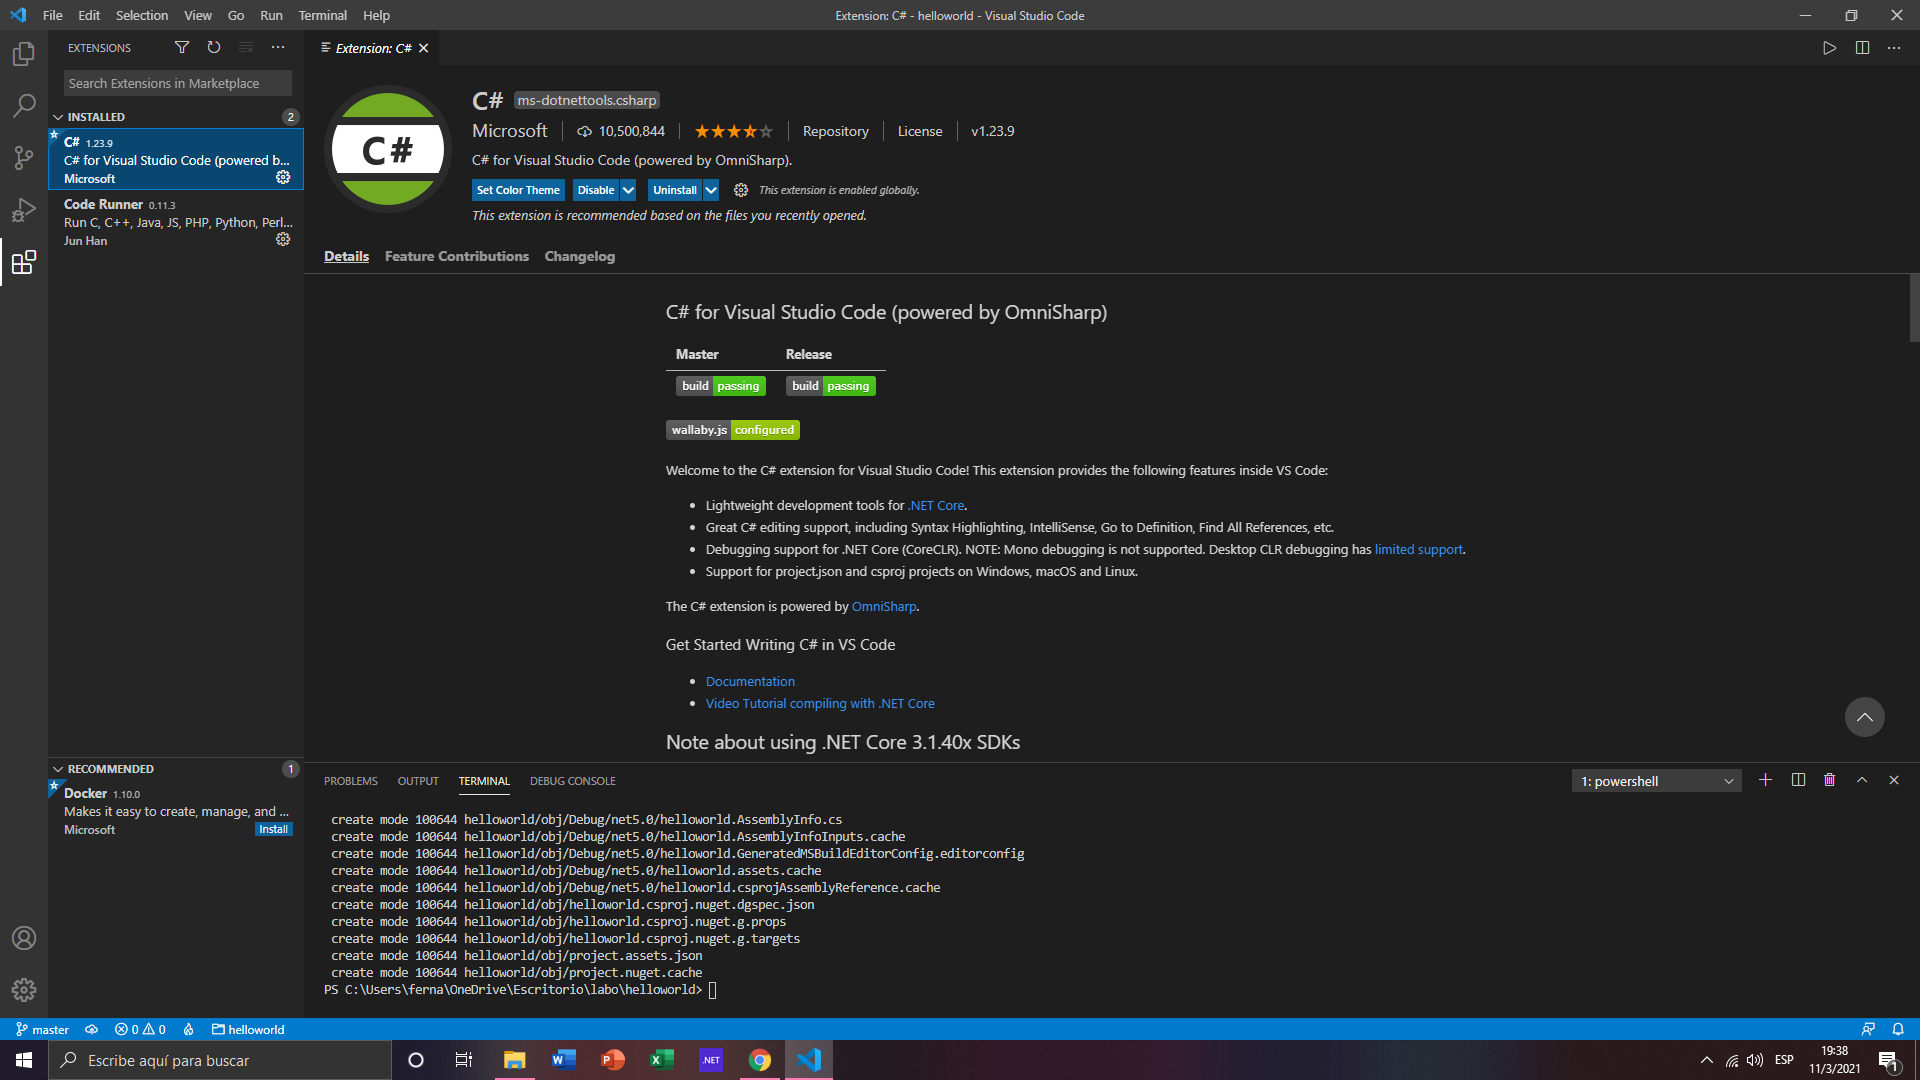 File Edit Selection View Go Run Terminal Help
Extension: C# - helloworld - Visual Studio Code
EXTENSIONS
Search Extensions in Marketplace
INSTALLED 2
C# 1.23.9
C# for Visual Studio Code (powered b...
Microsoft
Code Runner 0.11.3
Run C, C++, Java, JS, PHP, Python, Perl...
Jun Han
RECOMMENDED 1
Docker 1.10.0
Makes it easy to create, manage, and ...
Microsoft Install
Extension: C#
C#
C# ms-dotnettools.csharp
Microsoft 10,500,844 Repository License v1.23.9
C# for Visual Studio Code (powered by OmniSharp).
Set Color Theme Disable Uninstall This extension is enabled globally.
This extension is recommended based on the files you recently opened.
Details Feature Contributions Changelog
C# for Visual Studio Code (powered by OmniSharp)
Master Release
build passing build passing
wallaby.js configured
Welcome to the C# extension for Visual Studio Code! This extension provides the following features inside VS Code:
• Lightweight development tools for .NET Core.
• Great C# editing support, including Syntax Highlighting, IntelliSense, Go to Definition, Find All References, etc.
• Debugging support for .NET Core (CoreCLR). NOTE: Mono debugging is not supported. Desktop CLR debugging has limited support.
• Support for project.json and csproj projects on Windows, macOS and Linux.
The C# extension is powered by OmniSharp.
Get Started Writing C# in VS Code
• Documentation
• Video Tutorial compiling with .NET Core
Note about using .NET Core 3.1.40x SDKs
PROBLEMS OUTPUT TERMINAL DEBUG CONSOLE 1: powershell
create mode 100644 helloworld/obj/Debug/net5.0/helloworld.AssemblyInfo.cs
create mode 100644 helloworld/obj/Debug/net5.0/helloworld.AssemblyInfoInputs.cache
create mode 100644 helloworld/obj/Debug/net5.0/helloworld.GeneratedMSBuildEditorConfig.editorconfig
create mode 100644 helloworld/obj/Debug/net5.0/helloworld.assets.cache
create mode 100644 helloworld/obj/Debug/net5.0/helloworld.csprojAssemblyReference.cache
create mode 100644 helloworld/obj/helloworld.csproj.nuget.dgspec.json
create mode 100644 helloworld/obj/helloworld.csproj.nuget.g.props
create mode 100644 helloworld/obj/helloworld.csproj.nuget.g.targets
create mode 100644 helloworld/obj/project.assets.json
create mode 100644 helloworld/obj/project.nuget.cache
PS C:\Users\ferna\OneDrive\Escritorio\labo\helloworld>
master 0 0 helloworld
Escribe aquí para buscar
W P X .NET
ESP
19:38
11/3/2021
1